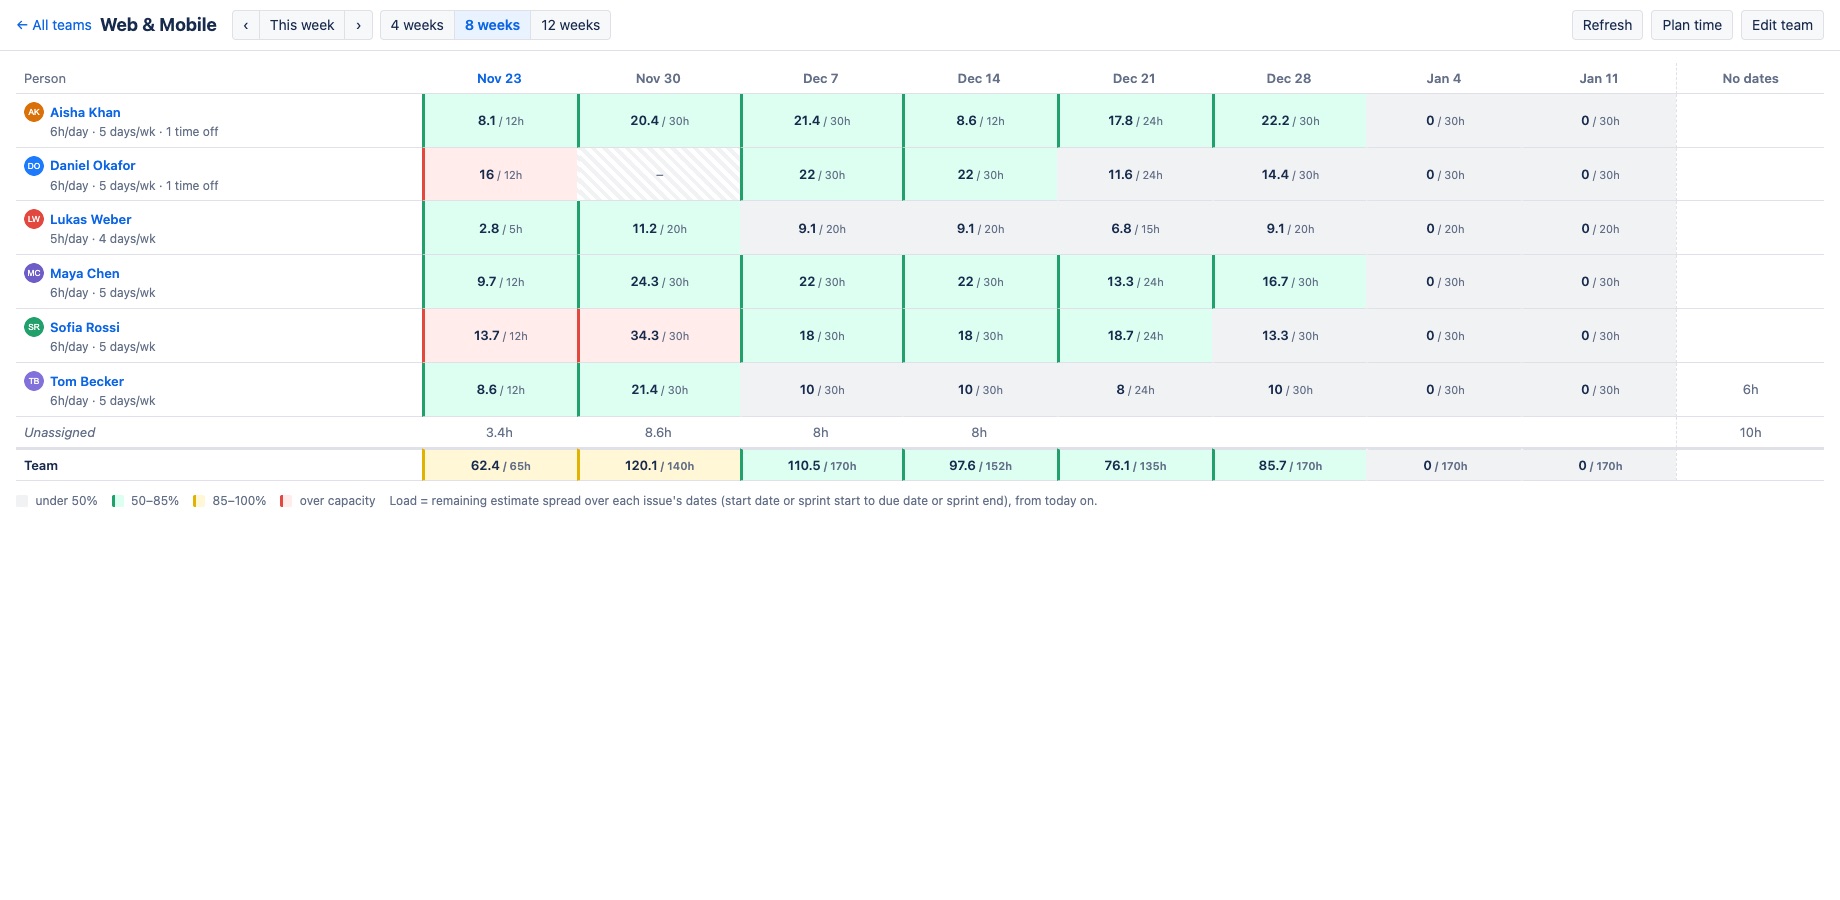 ← All teams Web & Mobile ‹ This week › 4 weeks 8 weeks 12 weeks Refresh Plan time Edit team
Person Nov 23 Nov 30 Dec 7 Dec 14 Dec 21 Dec 28 Jan 4 Jan 11 No dates
AK Aisha Khan
6h/day · 5 days/wk · 1 time off
8.1 / 12h 20.4 / 30h 21.4 / 30h 8.6 / 12h 17.8 / 24h 22.2 / 30h 0 / 30h 0 / 30h
DO Daniel Okafor
6h/day · 5 days/wk · 1 time off
16 / 12h – 22 / 30h 22 / 30h 11.6 / 24h 14.4 / 30h 0 / 30h 0 / 30h
LW Lukas Weber
5h/day · 4 days/wk
2.8 / 5h 11.2 / 20h 9.1 / 20h 9.1 / 20h 6.8 / 15h 9.1 / 20h 0 / 20h 0 / 20h
MC Maya Chen
6h/day · 5 days/wk
9.7 / 12h 24.3 / 30h 22 / 30h 22 / 30h 13.3 / 24h 16.7 / 30h 0 / 30h 0 / 30h
SR Sofia Rossi
6h/day · 5 days/wk
13.7 / 12h 34.3 / 30h 18 / 30h 18 / 30h 18.7 / 24h 13.3 / 30h 0 / 30h 0 / 30h
TB Tom Becker
6h/day · 5 days/wk
8.6 / 12h 21.4 / 30h 10 / 30h 10 / 30h 8 / 24h 10 / 30h 0 / 30h 0 / 30h 6h
Unassigned 3.4h 8.6h 8h 8h 10h
Team 62.4 / 65h 120.1 / 140h 110.5 / 170h 97.6 / 152h 76.1 / 135h 85.7 / 170h 0 / 170h 0 / 170h
under 50% 50–85% 85–100% over capacity Load = remaining estimate spread over each issue's dates (start date or sprint start to due date or sprint end), from today on.